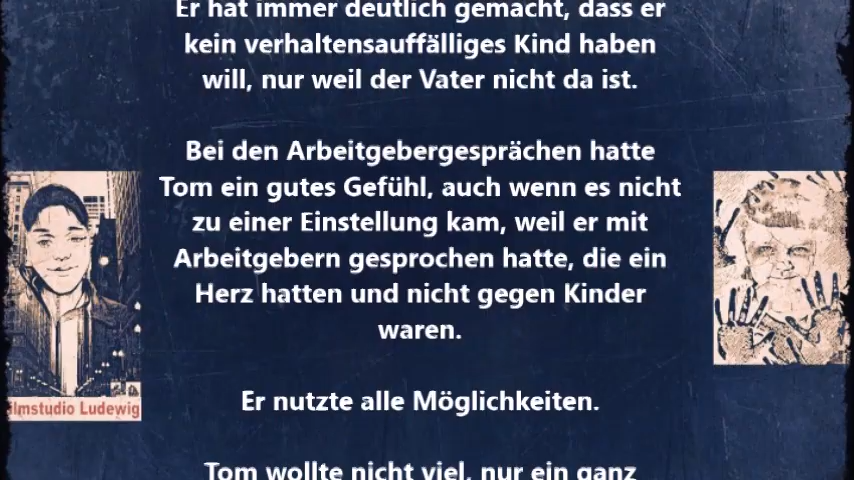 Er hat immer deutlich gemacht, dass er
kein verhaltensauffälliges Kind haben
will, nur weil der Vater nicht da ist.
Bei den Arbeitgebergesprächen hatte
Tom ein gutes Gefühl, auch wenn es nicht
zu einer Einstellung kam, weil er mit
Arbeitgebern gesprochen hatte, die ein
Herz hatten und nicht gegen Kinder
waren.
Er nutzte alle Möglichkeiten.
Tom wollte nicht viel, nur ein ganz
ilmstudio Ludewig